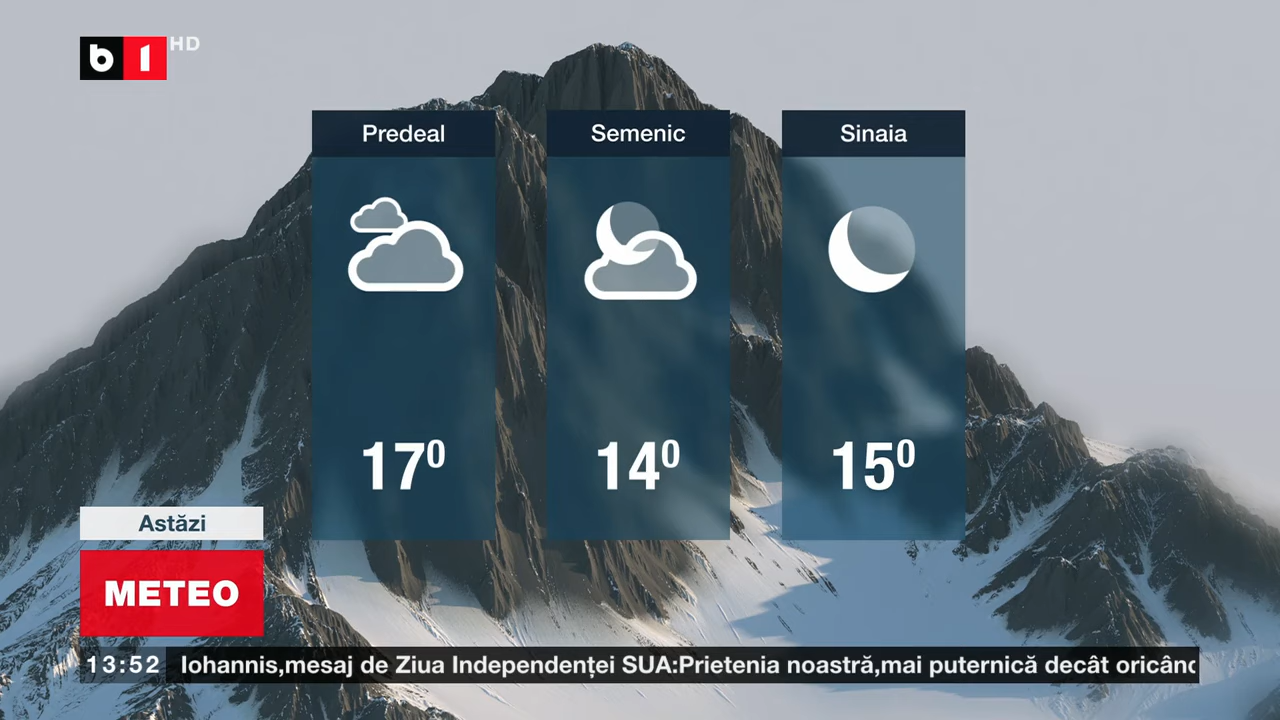 b1 HD
Predeal
Semenic
Sinaia
17⁰
14⁰
15⁰
Astăzi
METEO
13:52 Iohannis,mesaj de Ziua Independenței SUA:Prietenia noastră,mai puternică decât oricând